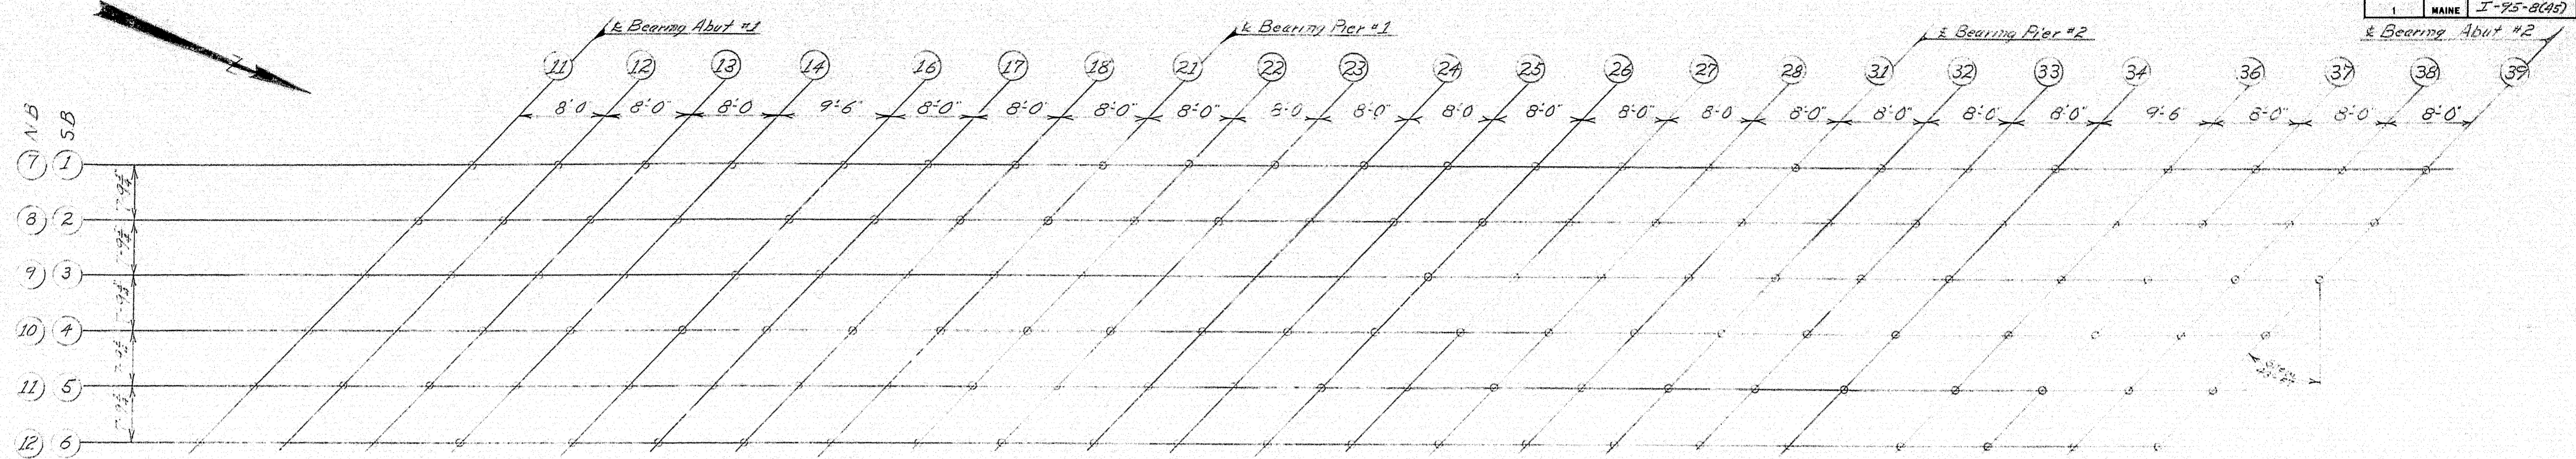 1 MAINE I-95-8(45)
℄ Bearing Abut #1
℄ Bearing Pier #1
℄ Bearing Pier #2
℄ Bearing Abut #2
11 12 13 14 16 17 18 21 22 23 24 25 26 27 28 31 32 33 34 36 37 38 39
8'-0" 8'-0" 8'-0 9'-6" 8'-0" 8'-0" 8'-0" 8'-0" 8'-0 8'-0" 8'-0 8'-0" 8'-0" 8'-0 8'-0" 8'-0" 8'-0" 8'-0" 9'-6 8'-0" 8'-0" 8'-0"
NB SB
7 1
8 2
9 3
10 4
11 5
12 6